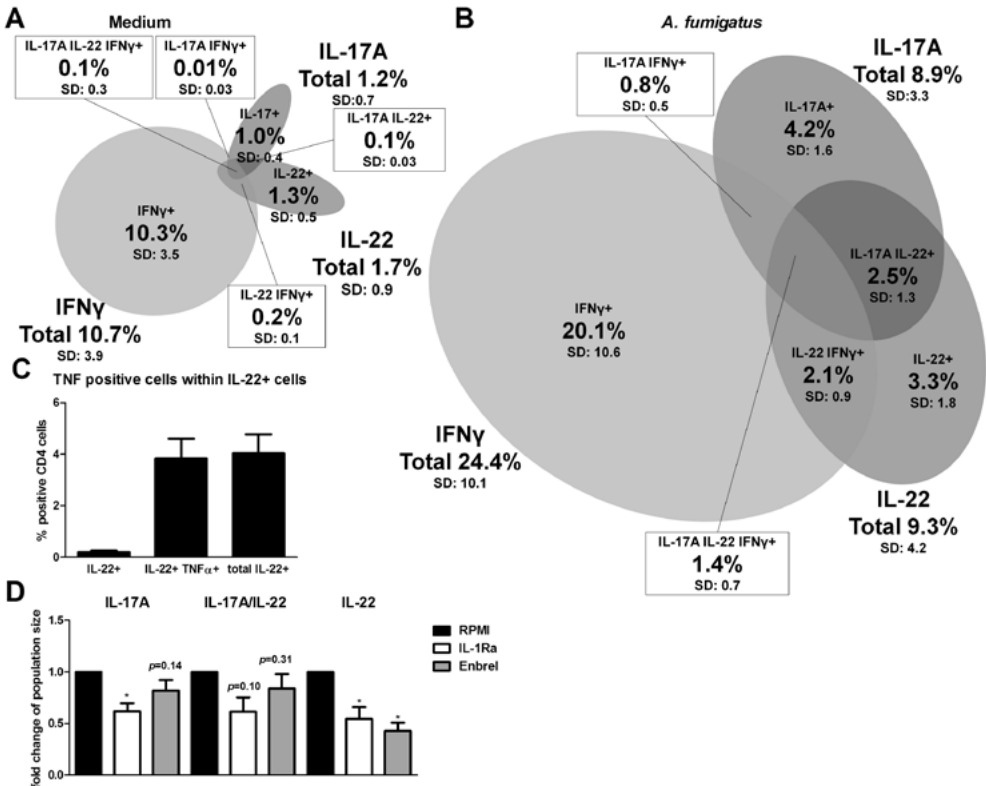 A
Medium
IL-17A IL-22 IFNγ+
0.1%
SD: 0.3
IL-17A IFNγ+
0.01%
SD: 0.03
IL-17A
Total 1.2%
SD:0.7
IL-17+
1.0%
SD: 0.4
IL-17A IL-22+
0.1%
SD: 0.03
IL-22+
1.3%
SD: 0.5
IFNγ+
10.3%
SD: 3.5
IL-22
Total 1.7%
SD: 0.9
IL-22 IFNγ+
0.2%
SD: 0.1
IFNγ
Total 10.7%
SD: 3.9
B
A. fumigatus
IL-17A IFNγ+
0.8%
SD: 0.5
IL-17A
Total 8.9%
SD:3.3
IL-17A+
4.2%
SD: 1.6
IL-17A IL-22+
2.5%
SD: 1.3
IFNγ+
20.1%
SD: 10.6
IL-22 IFNγ+
2.1%
SD: 0.9
IL-22+
3.3%
SD: 1.8
IFNγ
Total 24.4%
SD: 10.1
IL-22
Total 9.3%
SD: 4.2
IL-17A IL-22 IFNγ+
1.4%
SD: 0.7
C
TNF positive cells within IL-22+ cells
% positive CD4 cells
6
4
2
0
IL-22+ IL-22+ TNFα+ total IL-22+
D
IL-17A IL-17A/IL-22 IL-22
fold change of population size
1.5
1.0
0.5
0.0
* p=0.14 p=0.10 p=0.31 * *
RPMI
IL-1Ra
Enbrel